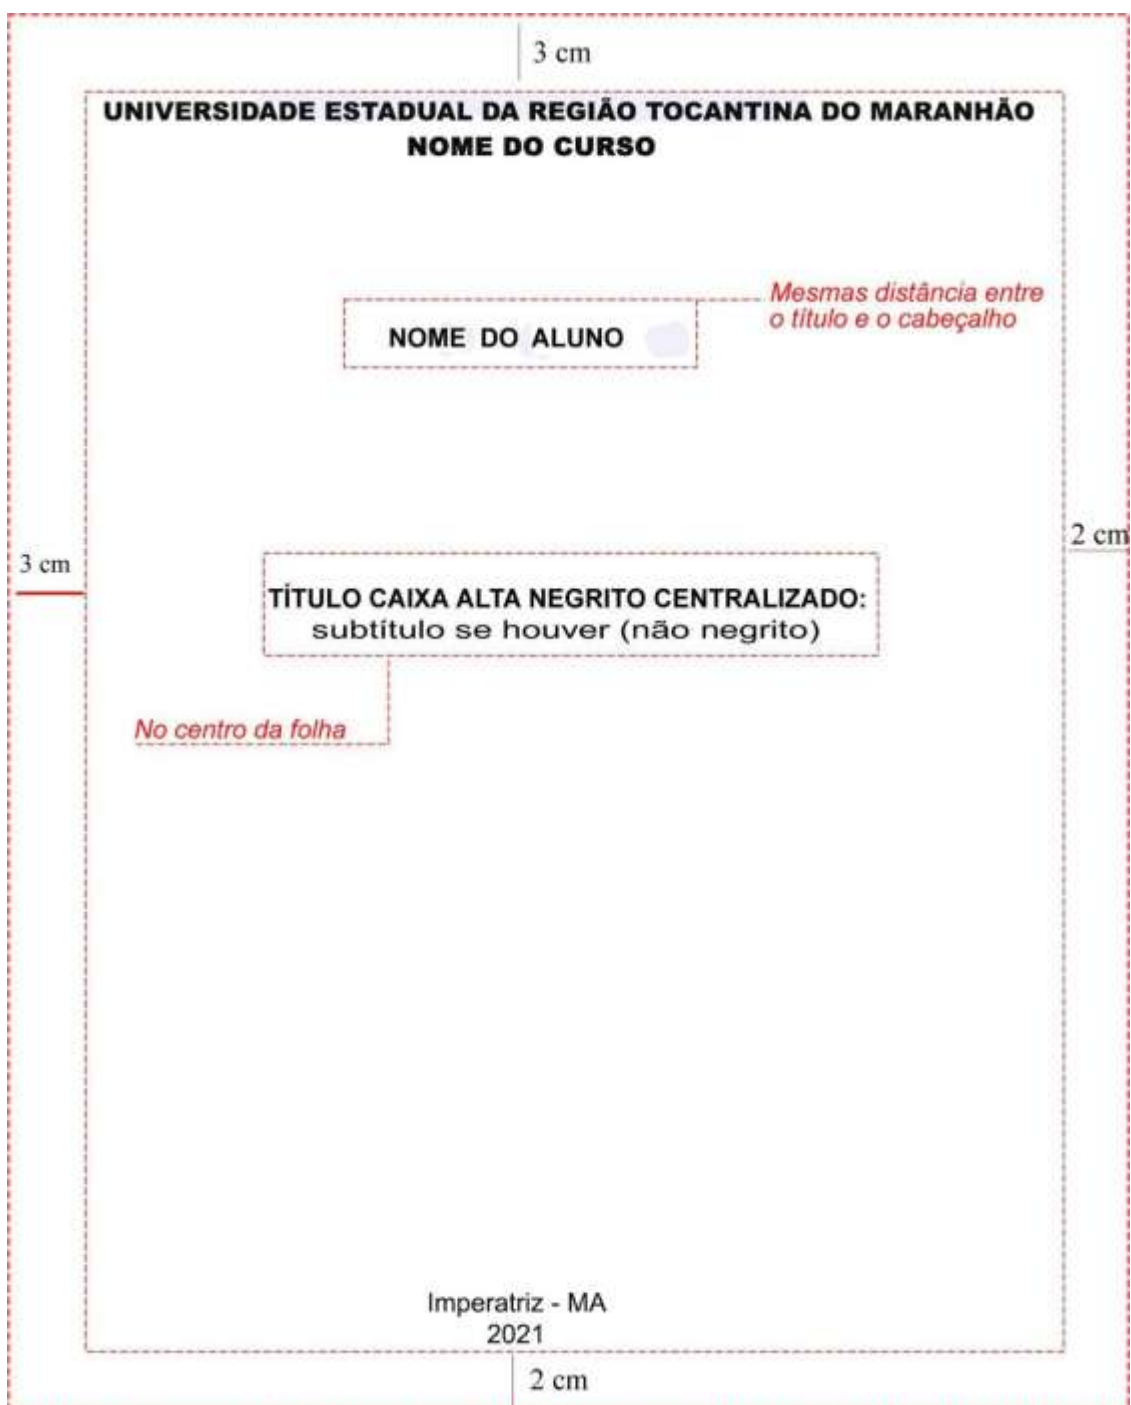 3 cm
UNIVERSIDADE ESTADUAL DA REGIÃO TOCANTINA DO MARANHÃO
NOME DO CURSO
Mesmas distância entre
o título e o cabeçalho
NOME DO ALUNO
2 cm
3 cm
TÍTULO CAIXA ALTA NEGRITO CENTRALIZADO:
subtítulo se houver (não negrito)
No centro da folha
Imperatriz - MA
2021
2 cm